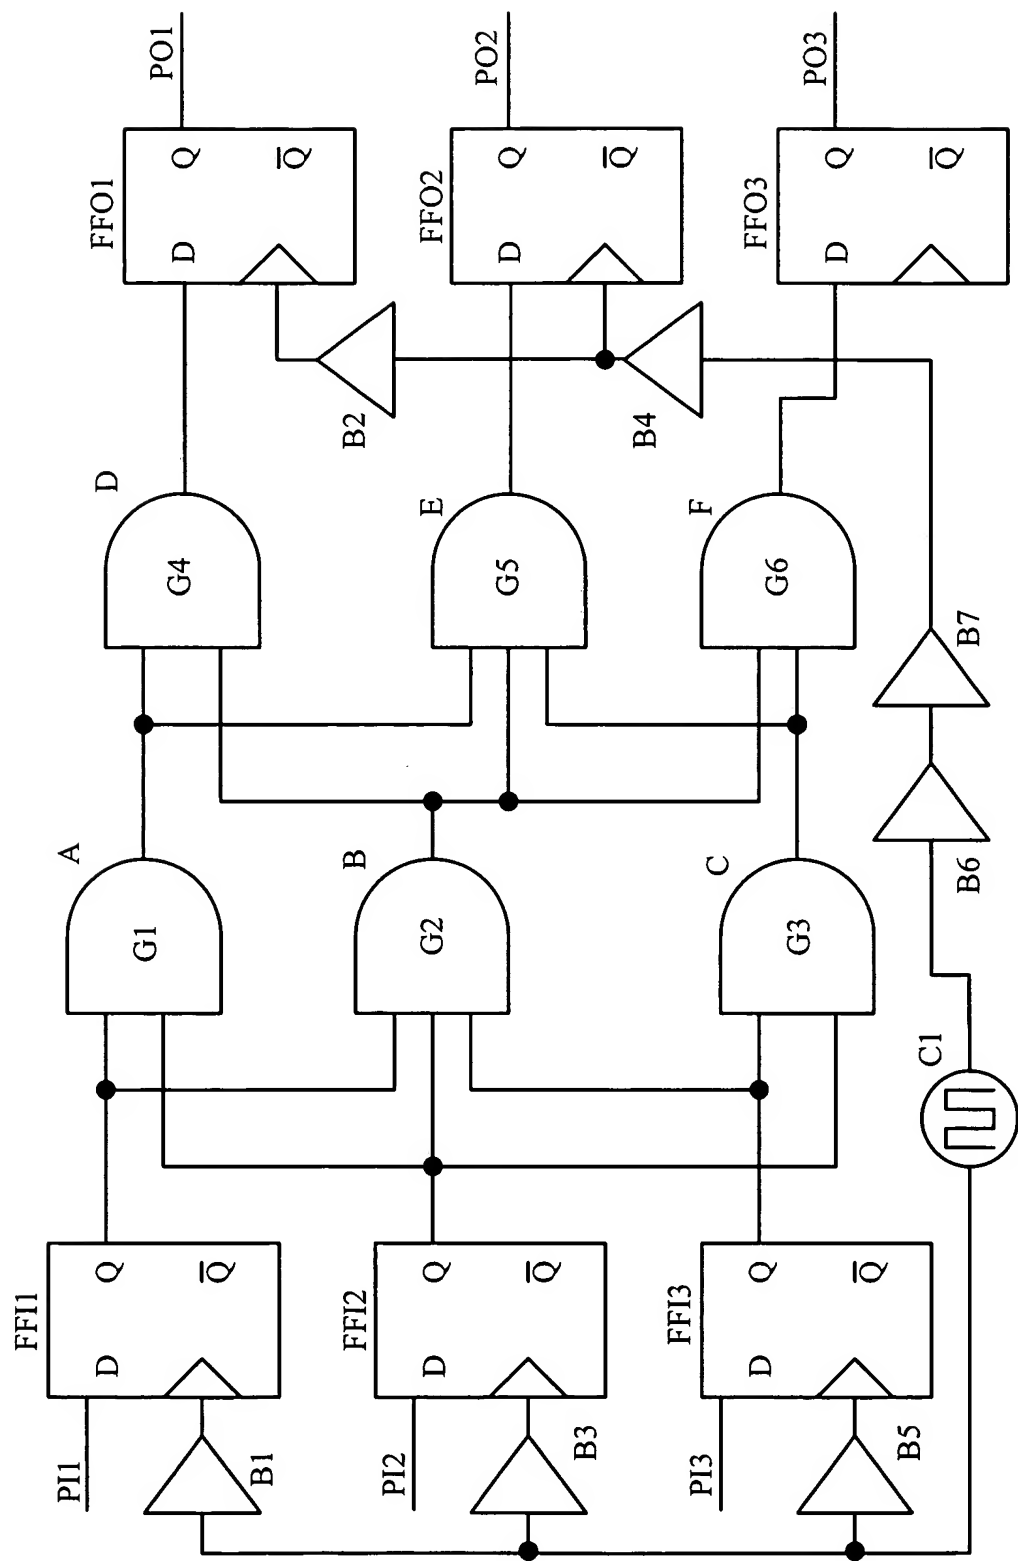 PI1
FFI1
D
Q
Q̅
B1
PI2
FFI2
D
Q
Q̅
B3
PI3
FFI3
D
Q
Q̅
B5
C1
G1
A
G2
B
G3
C
B6
B7
G4
D
G5
E
G6
F
B2
B4
FFO1
D
Q
Q̅
PO1
FFO2
D
Q
Q̅
PO2
FFO3
D
Q
Q̅
PO3